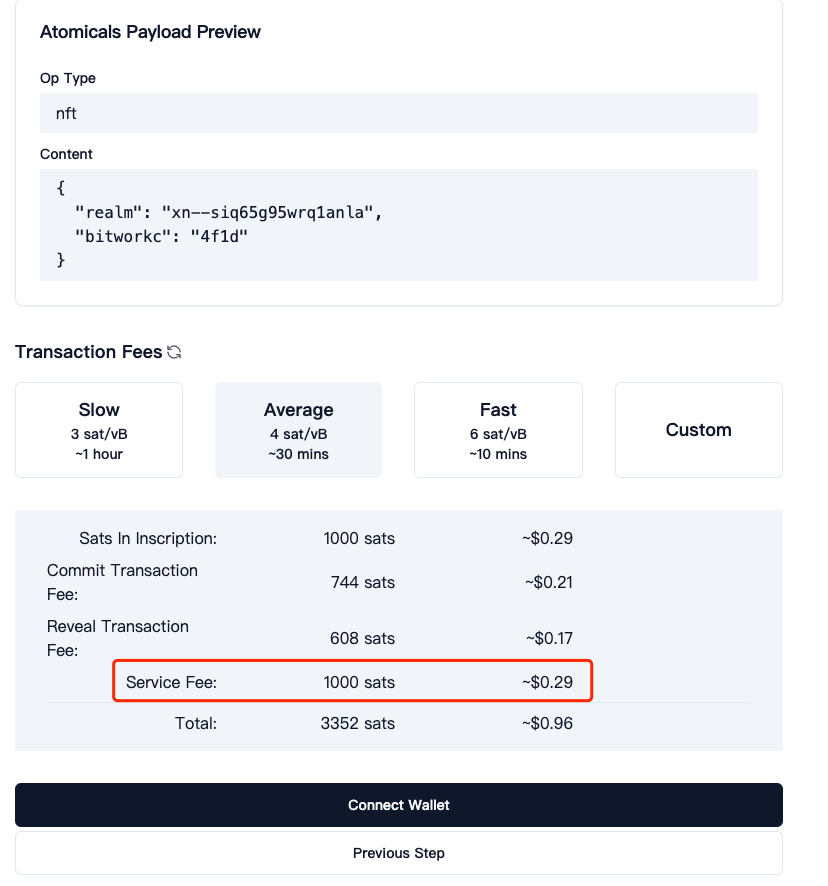 Atomicals Payload Preview
Op Type
nft
Content
{
"realm": "xn--siq65g95wrq1anla",
"bitworkc": "4f1d"
}
Transaction Fees
Slow
3 sat/vB
~1 hour
Average
4 sat/vB
~30 mins
Fast
6 sat/vB
~10 mins
Custom
Sats In Inscription: 1000 sats ~$0.29
Commit Transaction
Fee: 744 sats ~$0.21
Reveal Transaction
Fee: 608 sats ~$0.17
Service Fee: 1000 sats ~$0.29
Total: 3352 sats ~$0.96
Connect Wallet
Previous Step